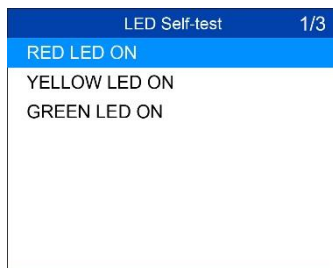 LED Self-test 1/3
RED LED ON
YELLOW LED ON
GREEN LED ON